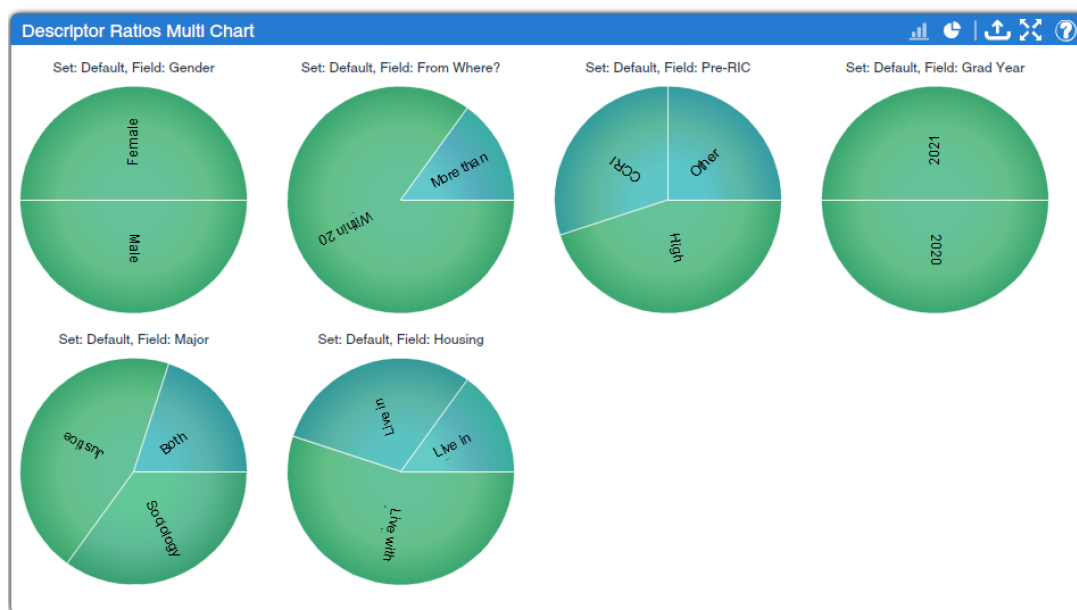 Descriptor Ratios Multi Chart
Set: Default, Field: Gender
Female
Male
Set: Default, Field: From Where?
More than
Within 20
Set: Default, Field: Pre-RIC
CCRI
Other
High
Set: Default, Field: Grad Year
2021
2020
Set: Default, Field: Major
Justice
Both
Sociology
Set: Default, Field: Housing
Live in
Live in
Live with